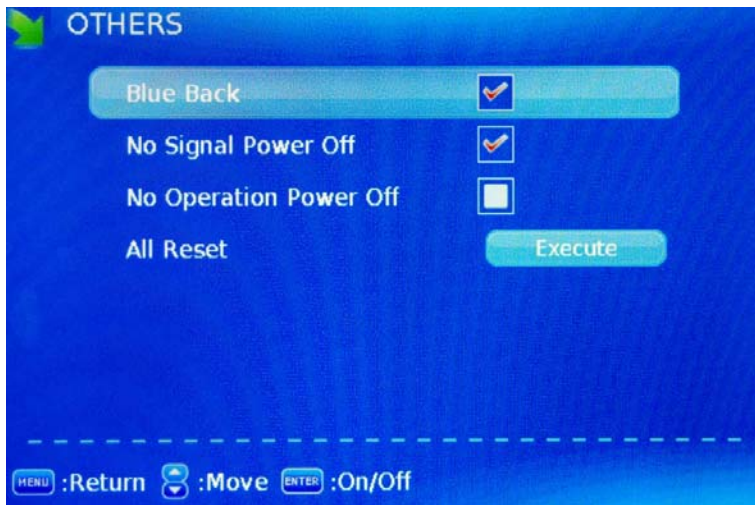 OTHERS
Blue Back
No Signal Power Off
No Operation Power Off
All Reset Execute
MENU :Return :Move ENTER :On/Off